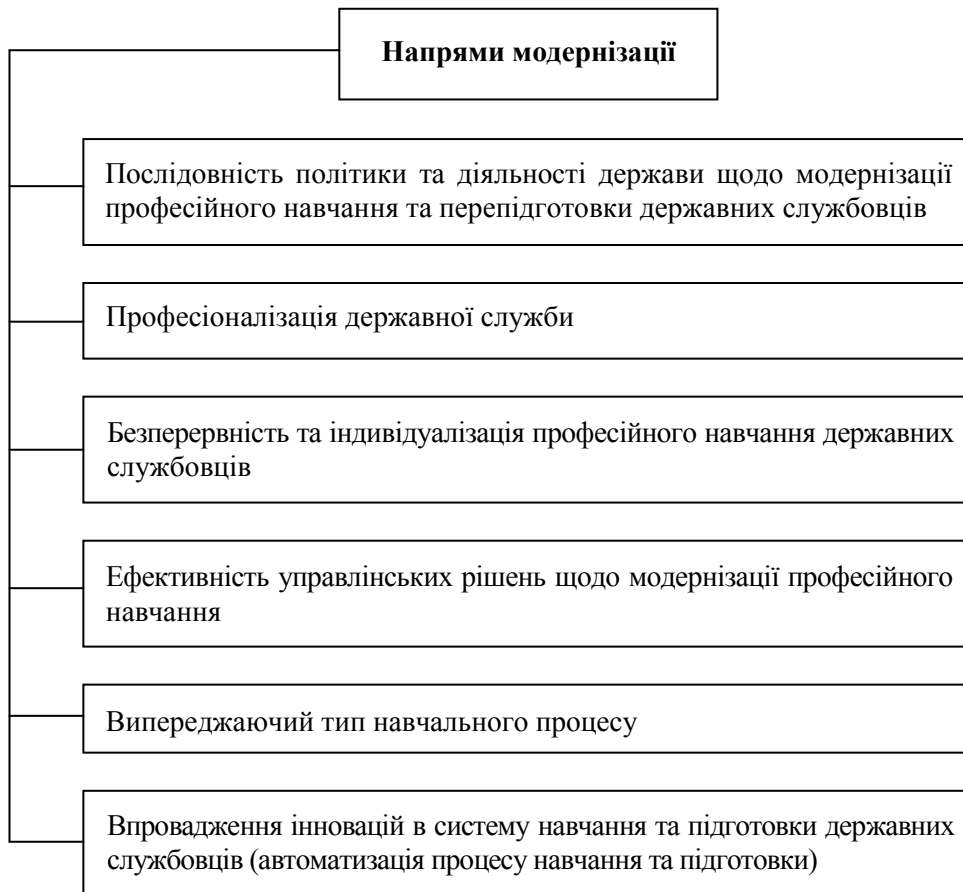 Напрями модернізації
Послідовність політики та діяльності держави щодо модернізації
професійного навчання та перепідготовки державних службовців
Професіоналізація державної служби
Безперервність та індивідуалізація професійного навчання державних
службовців
Ефективність управлінських рішень щодо модернізації професійного
навчання
Випереджаючий тип навчального процесу
Впровадження інновацій в систему навчання та підготовки державних
службовців (автоматизація процесу навчання та підготовки)